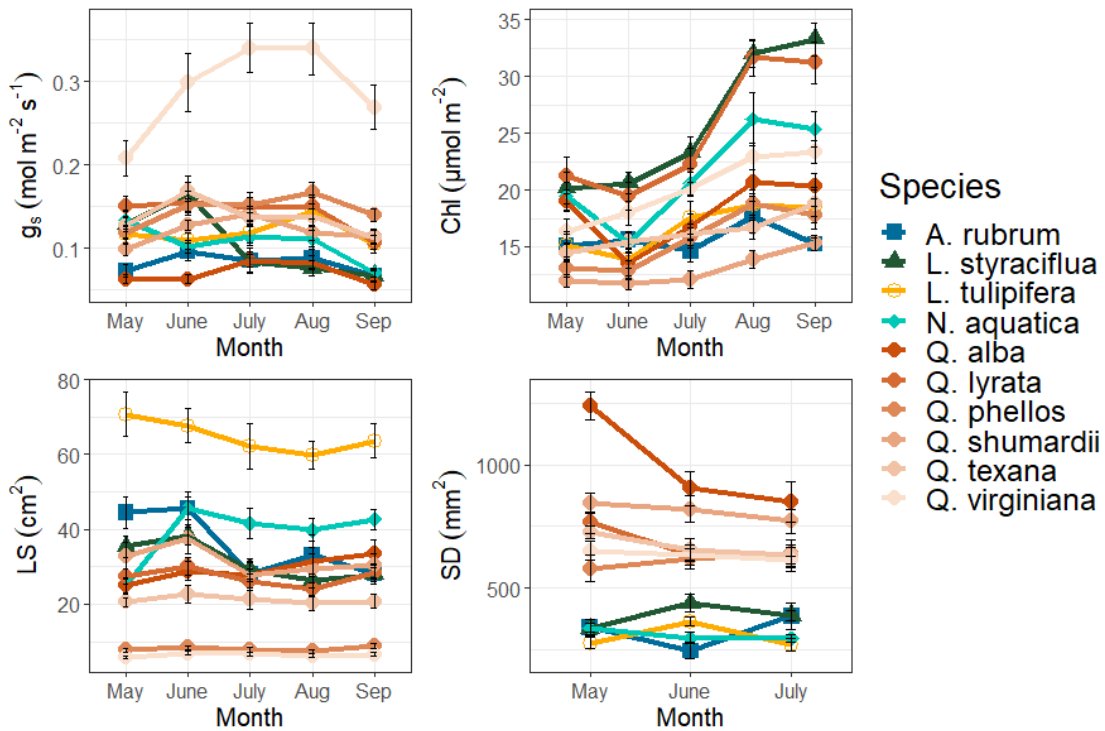 gs (mol m−2 s−1)
0.3
0.2
0.1
May June July Aug Sep
Month
Chl (μmol m−2)
35
30
25
20
15
May June July Aug Sep
Month
LS (cm2)
80
60
40
20
May June July Aug Sep
Month
SD (mm2)
1000
500
May June July
Month
Species
A. rubrum
L. styraciflua
L. tulipifera
N. aquatica
Q. alba
Q. lyrata
Q. phellos
Q. shumardii
Q. texana
Q. virginiana